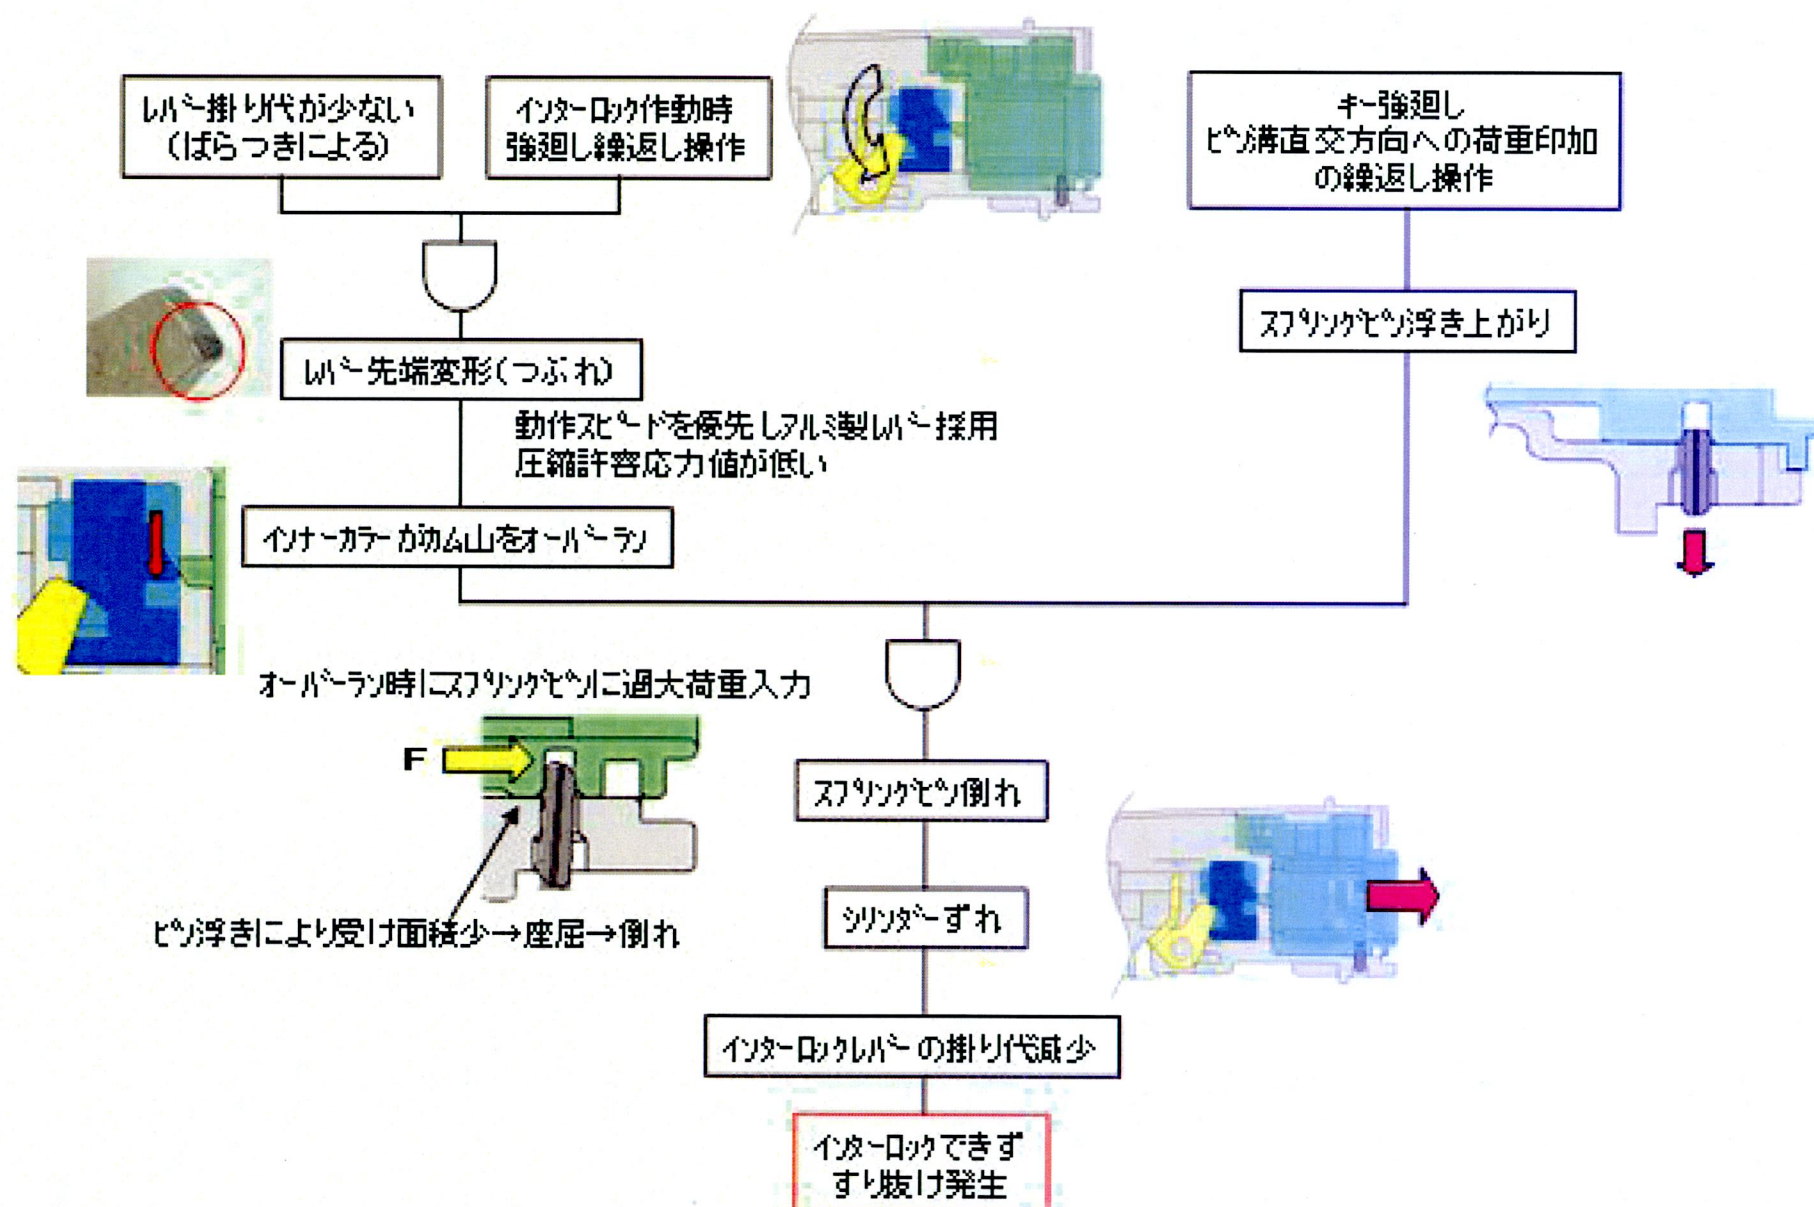 ﾚﾊﾞｰ掛り代が少ない
(ばらつきによる)
ｲﾝﾀｰﾛｯｸ作動時
強廻し繰返し操作
ｷｰ強廻し
ﾋﾟﾝ溝直交方向への荷重印加
の繰返し操作
ｽﾌﾟﾘﾝｸﾞﾋﾟﾝ浮き上がり
ﾚﾊﾞｰ先端変形(つぶれ)
動作ｽﾋﾟｰﾄﾞを優先しｱﾙﾐ製ﾚﾊﾞｰ採用
圧縮許容応力値が低い
ｲﾝﾅｰｶﾗｰがｶﾑ山をｵｰﾊﾞｰﾗﾝ
ｵｰﾊﾞｰﾗﾝ時にｽﾌﾟﾘﾝｸﾞﾋﾟﾝに過大荷重入力
F
ｽﾌﾟﾘﾝｸﾞﾋﾟﾝ倒れ
ﾋﾟﾝ浮きにより受け面積少→座屈→倒れ
ｼﾘﾝﾀﾞｰずれ
ｲﾝﾀｰﾛｯｸﾚﾊﾞｰの掛り代減少
ｲﾝﾀｰﾛｯｸできず
すり抜け発生